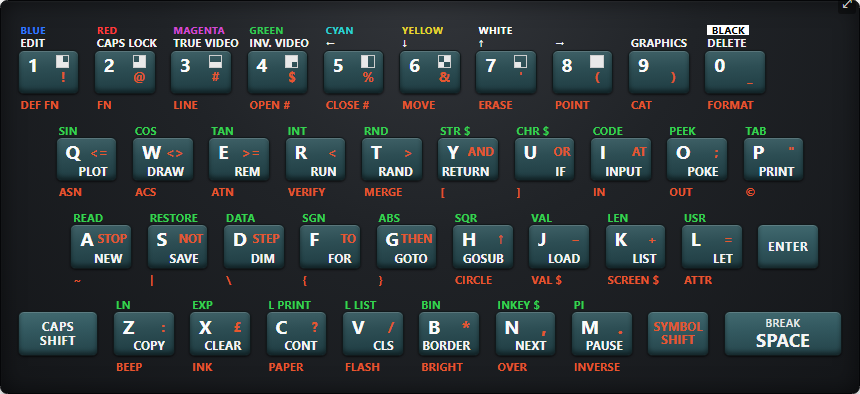 BLUE RED MAGENTA GREEN CYAN YELLOW WHITE BLACK
EDIT CAPS LOCK TRUE VIDEO INV. VIDEO ← ↓ ↑ → GRAPHICS DELETE
1 ! 2 @ 3 # 4 $ 5 % 6 & 7 ' 8 ( 9 ) 0 _
DEF FN FN LINE OPEN # CLOSE # MOVE ERASE POINT CAT FORMAT
SIN COS TAN INT RND STR $ CHR $ CODE PEEK TAB
Q <= W <> E >= R < T > Y AND U OR I AT O ; P "
PLOT DRAW REM RUN RAND RETURN IF INPUT POKE PRINT
ASN ACS ATN VERIFY MERGE [ ] IN OUT ©
READ RESTORE DATA SGN ABS SQR VAL LEN USR
A STOP S NOT D STEP F TO G THEN H ↑ J − K + L = ENTER
NEW SAVE DIM FOR GOTO GOSUB LOAD LIST LET
~ | \ { } CIRCLE VAL $ SCREEN $ ATTR
LN EXP L PRINT L LIST BIN INKEY $ PI
CAPS SHIFT Z : X £ C ? V / B * N , M . SYMBOL SHIFT BREAK SPACE
COPY CLEAR CONT CLS BORDER NEXT PAUSE
BEEP INK PAPER FLASH BRIGHT OVER INVERSE